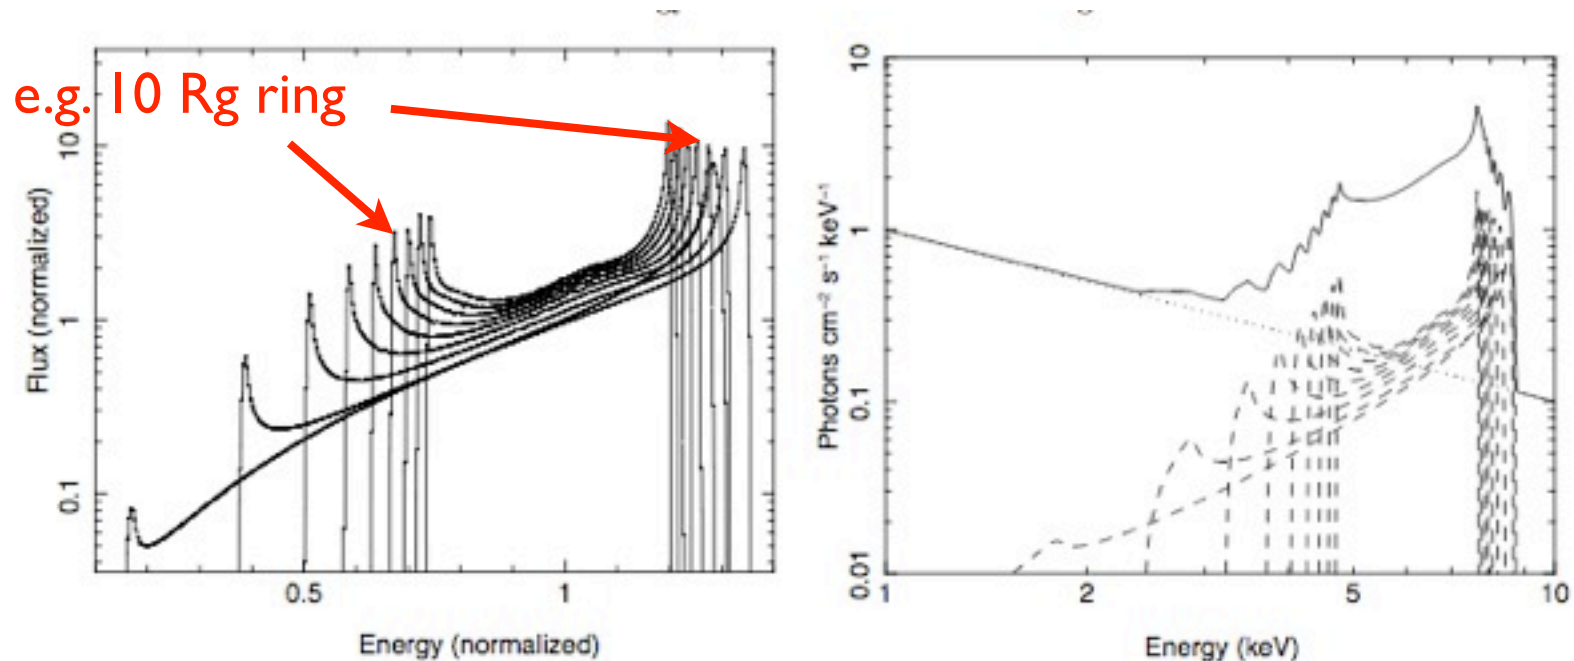 e.g. 10 Rg ring
Flux (normalized)
10
1
0.1
0.5
1
Energy (normalized)
Photons cm⁻² s⁻¹ keV⁻¹
10
1
0.1
0.01
1
2
5
10
Energy (keV)